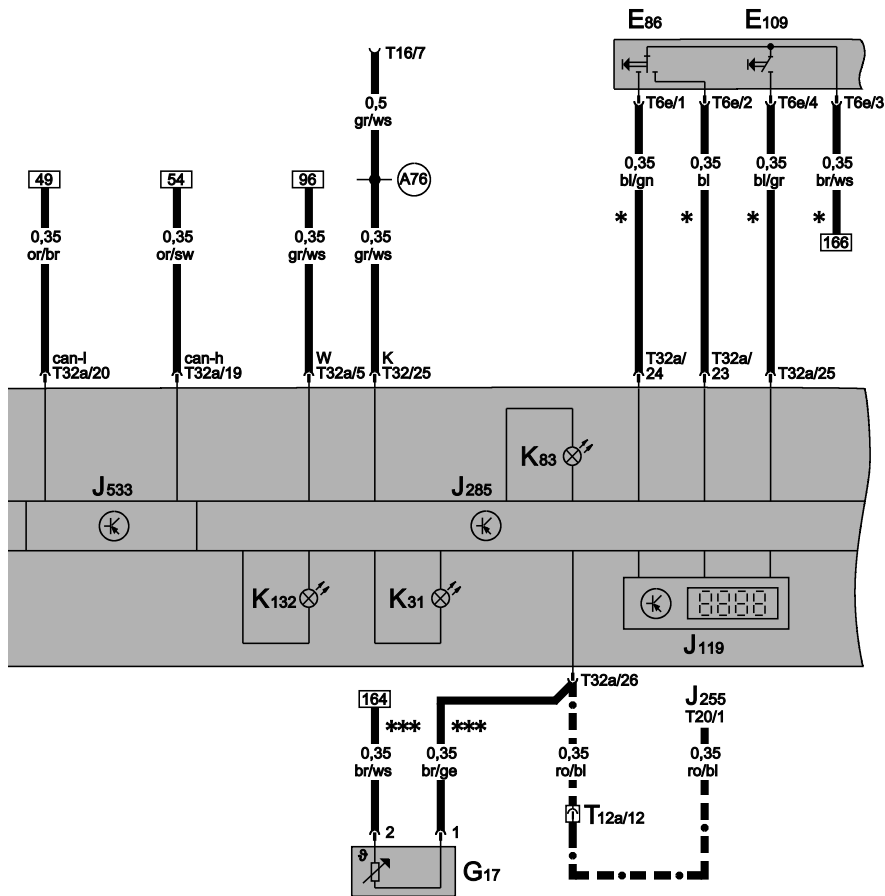 E86 E109
T16/7
T6e/1 T6e/2 T6e/4 T6e/3
0,5
gr/ws
0,35 0,35 0,35 0,35
bl/gn bl bl/gr br/ws
49 54 96 A76
* * * *
166
0,35 0,35 0,35 0,35
or/br or/sw gr/ws gr/ws
can-l can-h W K
T32a/20 T32a/19 T32a/5 T32/25
T32a/24 T32a/23 T32a/25
K83
J533 J285
K132 K31
8888
J119
T32a/26
164 J255
T20/1
*** ***
0,35 0,35 0,35 0,35
br/ws br/ge ro/bl ro/bl
T12a/12
2 1
ϑ
G17